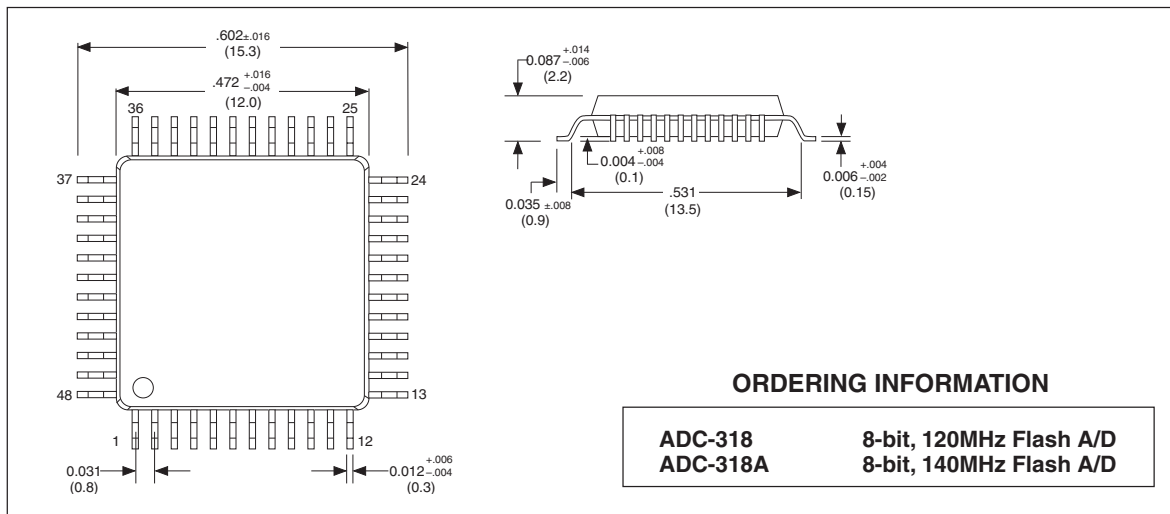 .602±.016
(15.3)
.472 +.016 –.004
(12.0)
36
25
37
24
48
13
1
12
0.031
(0.8)
0.012 +.006 –.004
(0.3)
0.087 +.014 –.006
(2.2)
0.004 +.008 –.004
(0.1)
0.035 ±.008
(0.9)
.531
(13.5)
0.006 +.004 –.002
(0.15)
ORDERING INFORMATION
ADC-318 8-bit, 120MHz Flash A/D
ADC-318A 8-bit, 140MHz Flash A/D